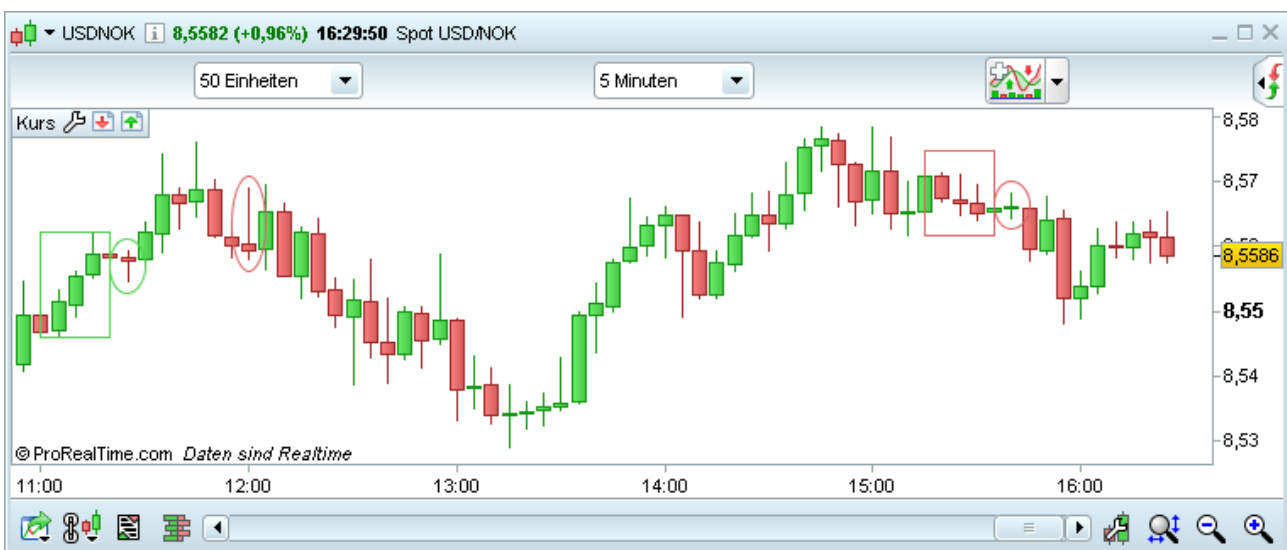 USDNOK i 8,5582 (+0,96%) 16:29:50 Spot USD/NOK
50 Einheiten 5 Minuten
Kurs
8,58
8,57
8,5586
8,55
8,54
8,53
© ProRealTime.com Daten sind Realtime
11:00 12:00 13:00 14:00 15:00 16:00